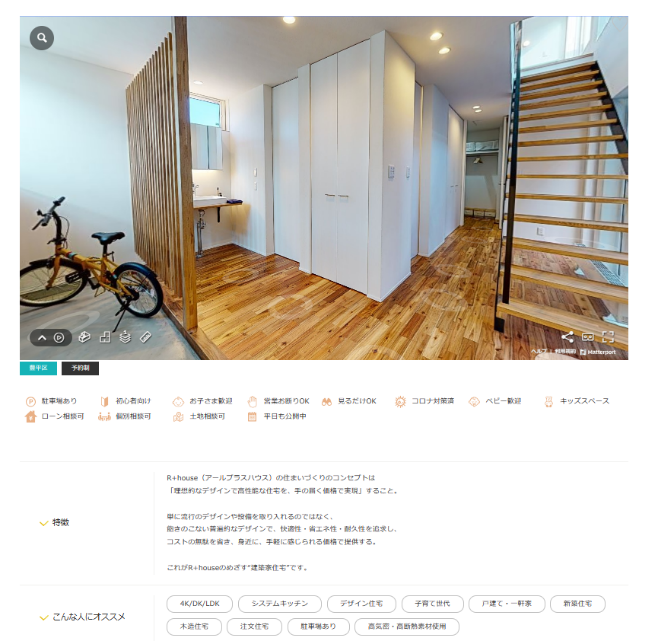 ヘルプ | 利用規約 Matterport
豊平区 予約制
駐車場あり 初心者向け お子さま歓迎 営業お断りOK 見るだけOK コロナ対策済 ベビー歓迎 キッズスペース
ローン相談可 個別相談可 土地相談可 平日も公開中
R+house（アールプラスハウス）の住まいづくりのコンセプトは
「理想的なデザインで高性能な住宅を、手の届く価格で実現」すること。
単に流行のデザインや設備を取り入れるのではなく、
特徴
飽きのこない普遍的なデザインで、快適性・省エネ性・耐久性を追求し、
コストの無駄を省き、身近に、手軽に感じられる価格で提供する。
これがR+houseのめざす“建築家住宅”です。
こんな人にオススメ
4K/DK/LDK システムキッチン デザイン住宅 子育て世代 戸建て・一軒家 新築住宅
木造住宅 注文住宅 駐車場あり 高気密・高断熱素材使用